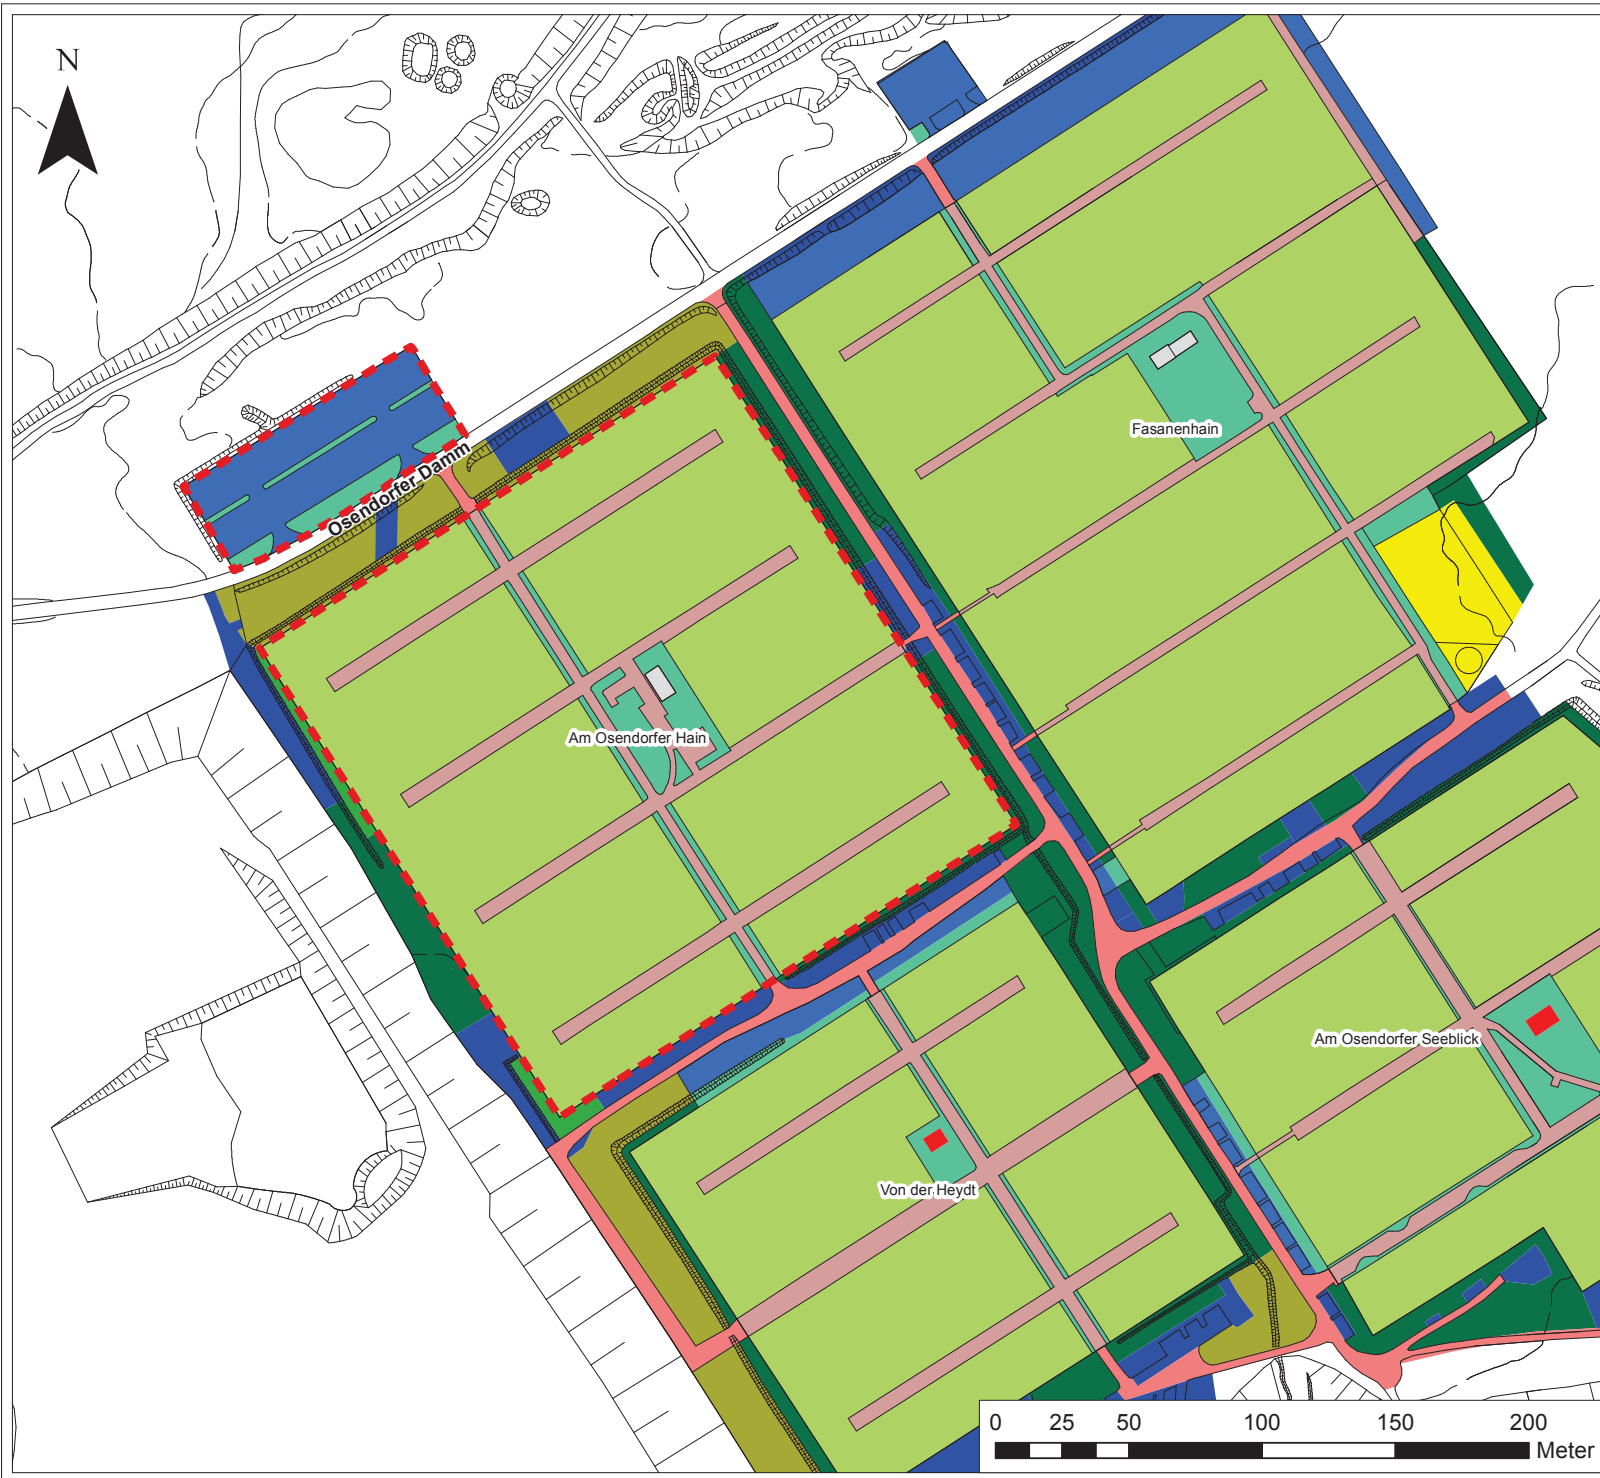 N
Fasanenhain
Osendorfer Damm
Am Osendorfer Hain
Am Osendorfer Seeblick
Von der Heydt
0 25 50 100 150 200
Meter